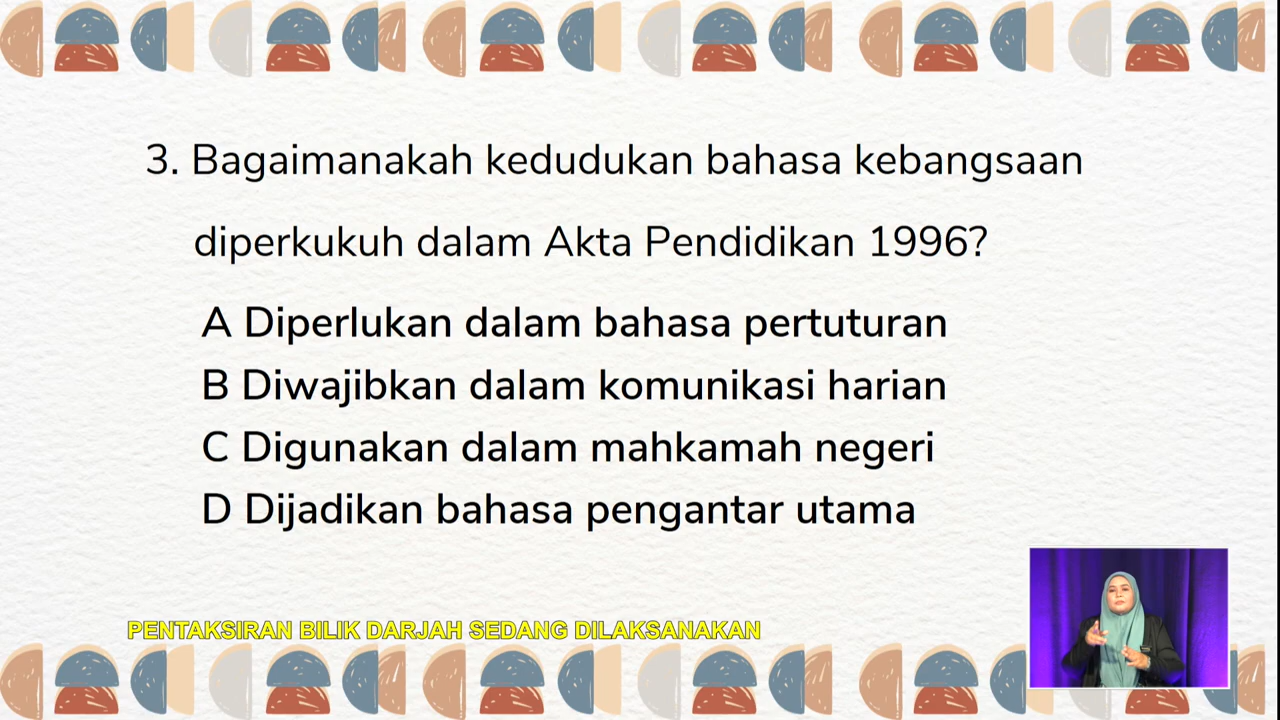 3. Bagaimanakah kedudukan bahasa kebangsaan
diperkukuh dalam Akta Pendidikan 1996?
A Diperlukan dalam bahasa pertuturan
B Diwajibkan dalam komunikasi harian
C Digunakan dalam mahkamah negeri
D Dijadikan bahasa pengantar utama
PENTAKSIRAN BILIK DARJAH SEDANG DILAKSANAKAN